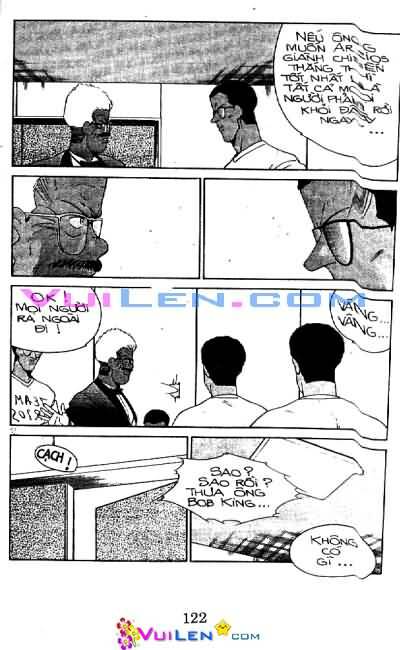 NẾU ÔNG
MUỐN
GIÀNH
THẮNG
TỐT NHẤT
TẤT CẢ
NGƯỜI PHẢI
KHỎI ĐÂY
NGAY ...
VUILEN.COM
OK!
MỌI NGƯỜI
RA NGOÀI
ĐI!
VÂNG...
VÂNG...
CẠCH!
SAO?
SAO RỒI?
THƯA ÔNG
BOB KING...
KHÔNG
CÓ
GÌ ...
122
VUILEN.COM